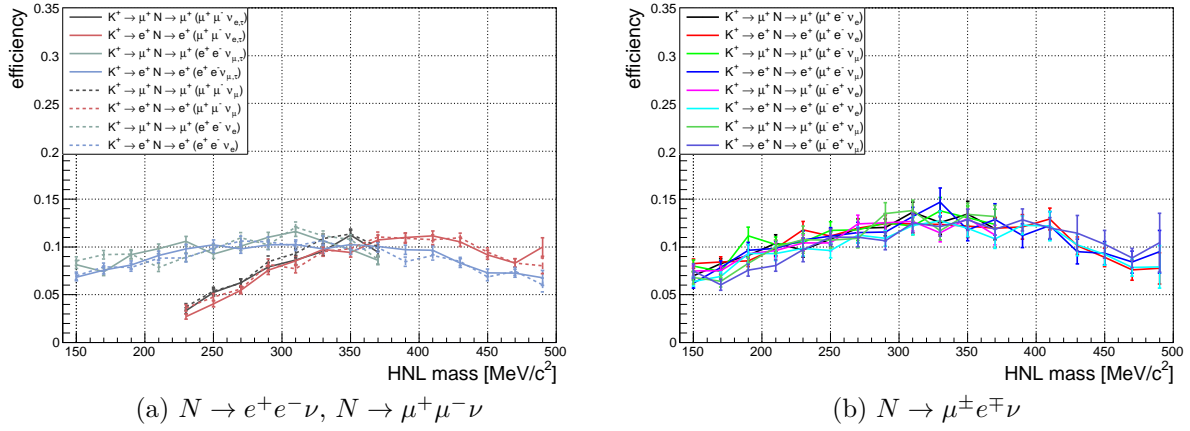 efficiency
0.35
0.3
0.25
0.2
0.15
0.1
0.05
0
K⁺ → μ⁺ N → μ⁺ (μ⁺ μ⁻ ν_{e,τ})
K⁺ → e⁺ N → e⁺ (μ⁺ μ⁻ ν_{e,τ})
K⁺ → μ⁺ N → μ⁺ (e⁺ e⁻ ν_{μ,τ})
K⁺ → e⁺ N → e⁺ (e⁺ e⁻ ν_{μ,τ})
K⁺ → μ⁺ N → μ⁺ (μ⁺ μ⁻ ν_μ)
K⁺ → e⁺ N → e⁺ (μ⁺ μ⁻ ν_μ)
K⁺ → μ⁺ N → μ⁺ (e⁺ e⁻ ν_e)
K⁺ → e⁺ N → e⁺ (e⁺ e⁻ ν_e)
150 200 250 300 350 400 450 500
HNL mass [MeV/c²]
(a) N → e⁺e⁻ν, N → μ⁺μ⁻ν
efficiency
0.35
0.3
0.25
0.2
0.15
0.1
0.05
0
K⁺ → μ⁺ N → μ⁺ (μ⁺ e⁻ ν_e)
K⁺ → e⁺ N → e⁺ (μ⁺ e⁻ ν_e)
K⁺ → μ⁺ N → μ⁺ (μ⁺ e⁻ ν_μ)
K⁺ → e⁺ N → e⁺ (μ⁺ e⁻ ν_μ)
K⁺ → μ⁺ N → μ⁺ (μ⁻ e⁺ ν_e)
K⁺ → e⁺ N → e⁺ (μ⁻ e⁺ ν_e)
K⁺ → μ⁺ N → μ⁺ (μ⁻ e⁺ ν_μ)
K⁺ → e⁺ N → e⁺ (μ⁻ e⁺ ν_μ)
150 200 250 300 350 400 450 500
HNL mass [MeV/c²]
(b) N → μ±e∓ν